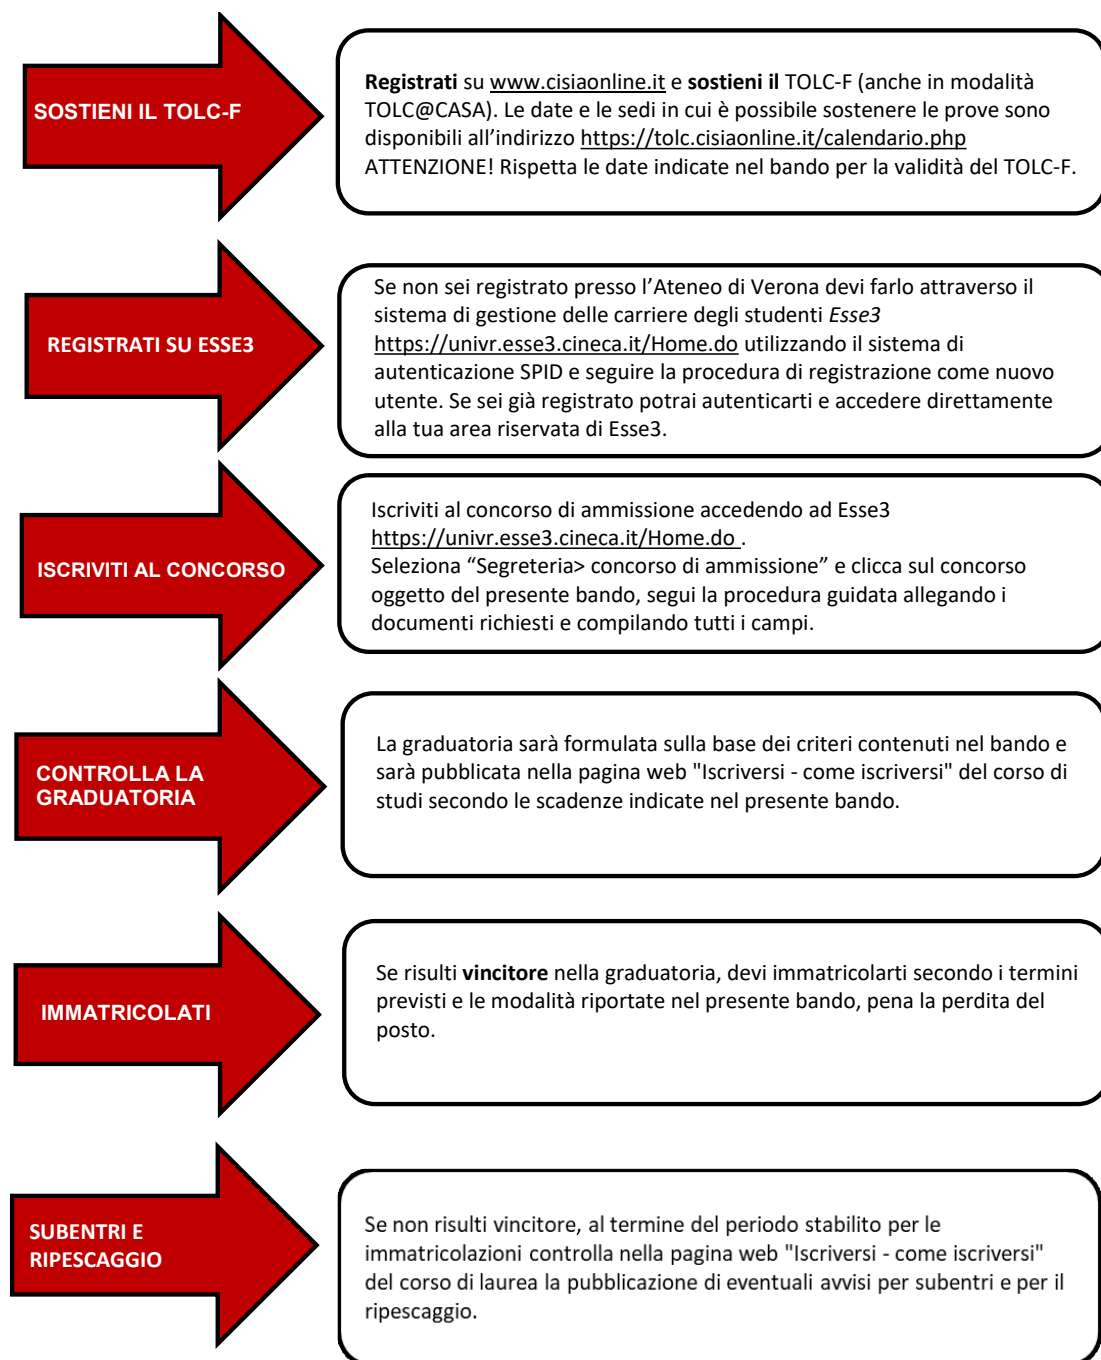 SOSTIENI IL TOLC-F
Registrati su www.cisiaonline.it e sostieni il TOLC-F (anche in modalità
TOLC@CASA). Le date e le sedi in cui è possibile sostenere le prove sono
disponibili all'indirizzo https://tolc.cisiaonline.it/calendario.php
ATTENZIONE! Rispetta le date indicate nel bando per la validità del TOLC-F.
REGISTRATI SU ESSE3
Se non sei registrato presso l'Ateneo di Verona devi farlo attraverso il
sistema di gestione delle carriere degli studenti Esse3
https://univr.esse3.cineca.it/Home.do utilizzando il sistema di
autenticazione SPID e seguire la procedura di registrazione come nuovo
utente. Se sei già registrato potrai autenticarti e accedere direttamente
alla tua area riservata di Esse3.
ISCRIVITI AL CONCORSO
Iscriviti al concorso di ammissione accedendo ad Esse3
https://univr.esse3.cineca.it/Home.do .
Seleziona “Segreteria> concorso di ammissione” e clicca sul concorso
oggetto del presente bando, segui la procedura guidata allegando i
documenti richiesti e compilando tutti i campi.
CONTROLLA LA
GRADUATORIA
La graduatoria sarà formulata sulla base dei criteri contenuti nel bando e
sarà pubblicata nella pagina web "Iscriversi - come iscriversi" del corso di
studi secondo le scadenze indicate nel presente bando.
IMMATRICOLATI
Se risulti vincitore nella graduatoria, devi immatricolarti secondo i termini
previsti e le modalità riportate nel presente bando, pena la perdita del
posto.
SUBENTRI E
RIPESCAGGIO
Se non risulti vincitore, al termine del periodo stabilito per le
immatricolazioni controlla nella pagina web "Iscriversi - come iscriversi"
del corso di laurea la pubblicazione di eventuali avvisi per subentri e per il
ripescaggio.